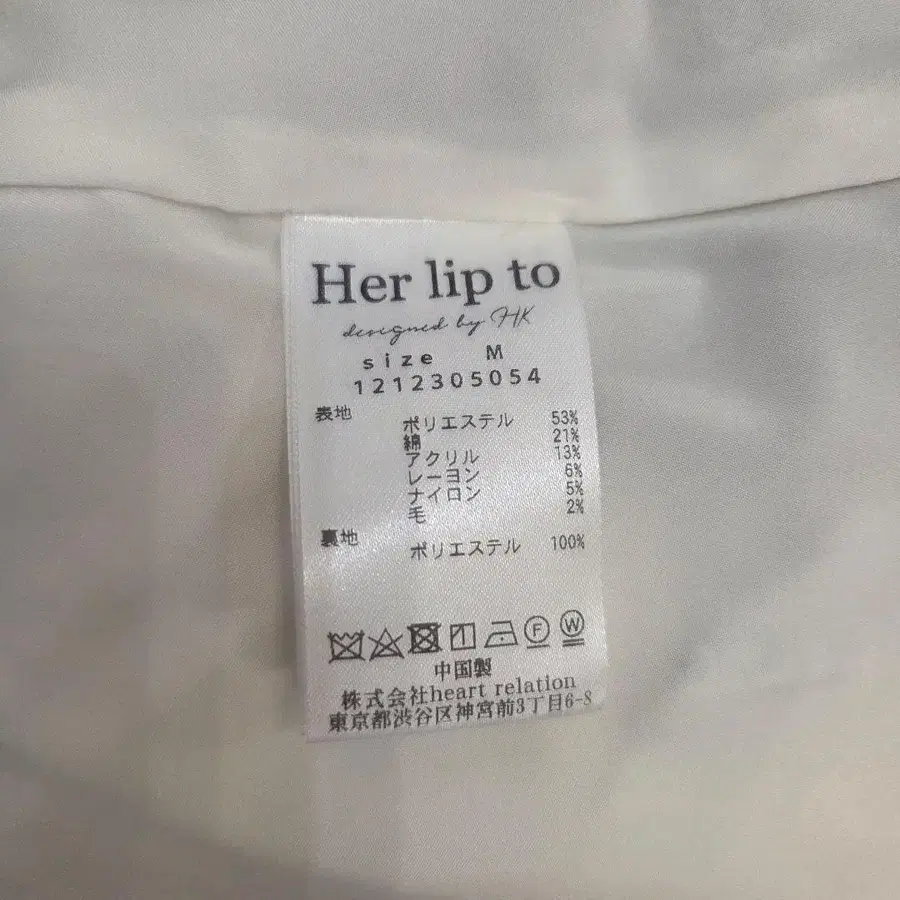 Her lip to
designed by HK
size M
1212305054
表地
ポリエステル 53%
綿 21%
アクリル 13%
レーヨン 6%
ナイロン 5%
毛 2%
裏地
ポリエステル 100%
F W
中国製
株式会社heart relation
東京都渋谷区神宮前3丁目6-8